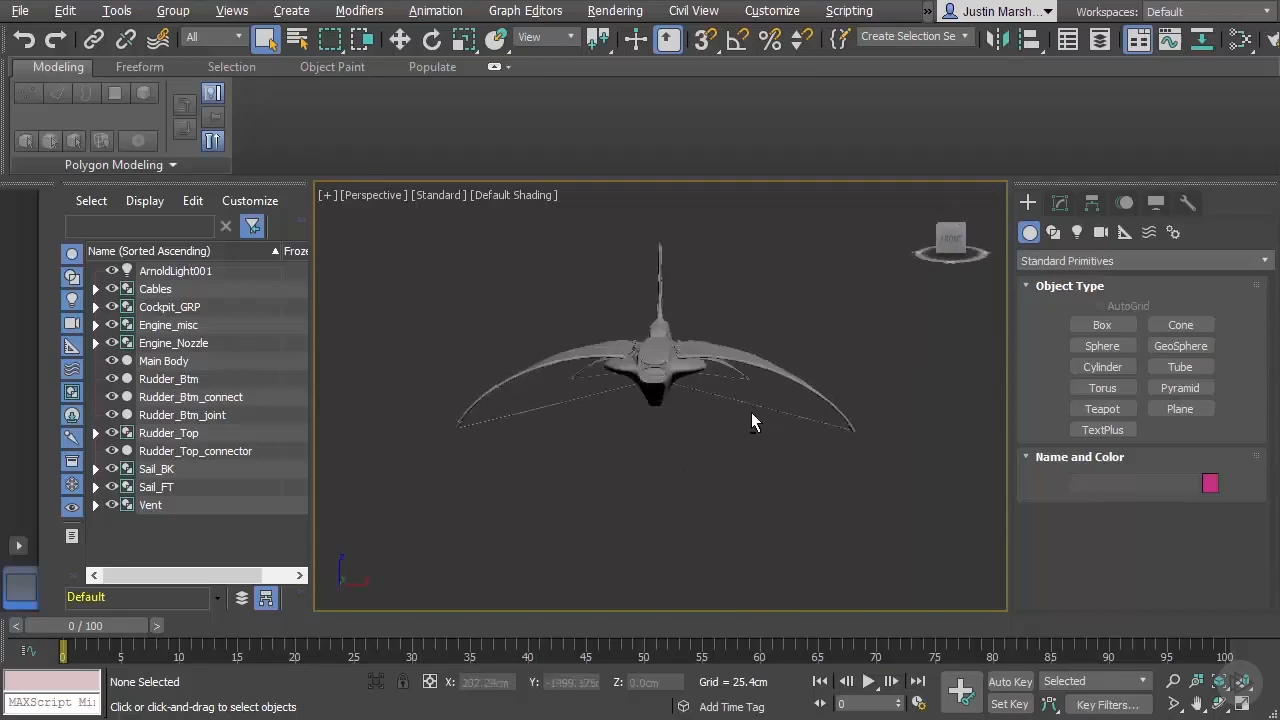 File Edit Tools Group Views Create Modifiers Animation Graph Editors Rendering Civil View Customize Scripting » Justin Marsh... Workspaces: Default
All View Create Selection Se
Modeling Freeform Selection Object Paint Populate
Polygon Modeling
Select Display Edit Customize
Name (Sorted Ascending) Froze
ArnoldLight001
Cables
Cockpit_GRP
Engine_misc
Engine_Nozzle
Main Body
Rudder_Btm
Rudder_Btm_connect
Rudder_Btm_joint
Rudder_Top
Rudder_Top_connector
Sail_BK
Sail_FT
Vent
Default
[+] [Perspective] [Standard] [Default Shading]
FRONT
Standard Primitives
Object Type
AutoGrid
Box Cone
Sphere GeoSphere
Cylinder Tube
Torus Pyramid
Teapot Plane
TextPlus
Name and Color
< 0 / 100 >
0 5 10 15 20 25 30 35 40 45 50 55 60 65 70 75 80 85 90 95 100
None Selected X: Y: Z: 0.0cm Grid = 25.4cm Auto Key Selected
MAXScript Min Click or click-and-drag to select objects Add Time Tag 0 Set Key Key Filters...